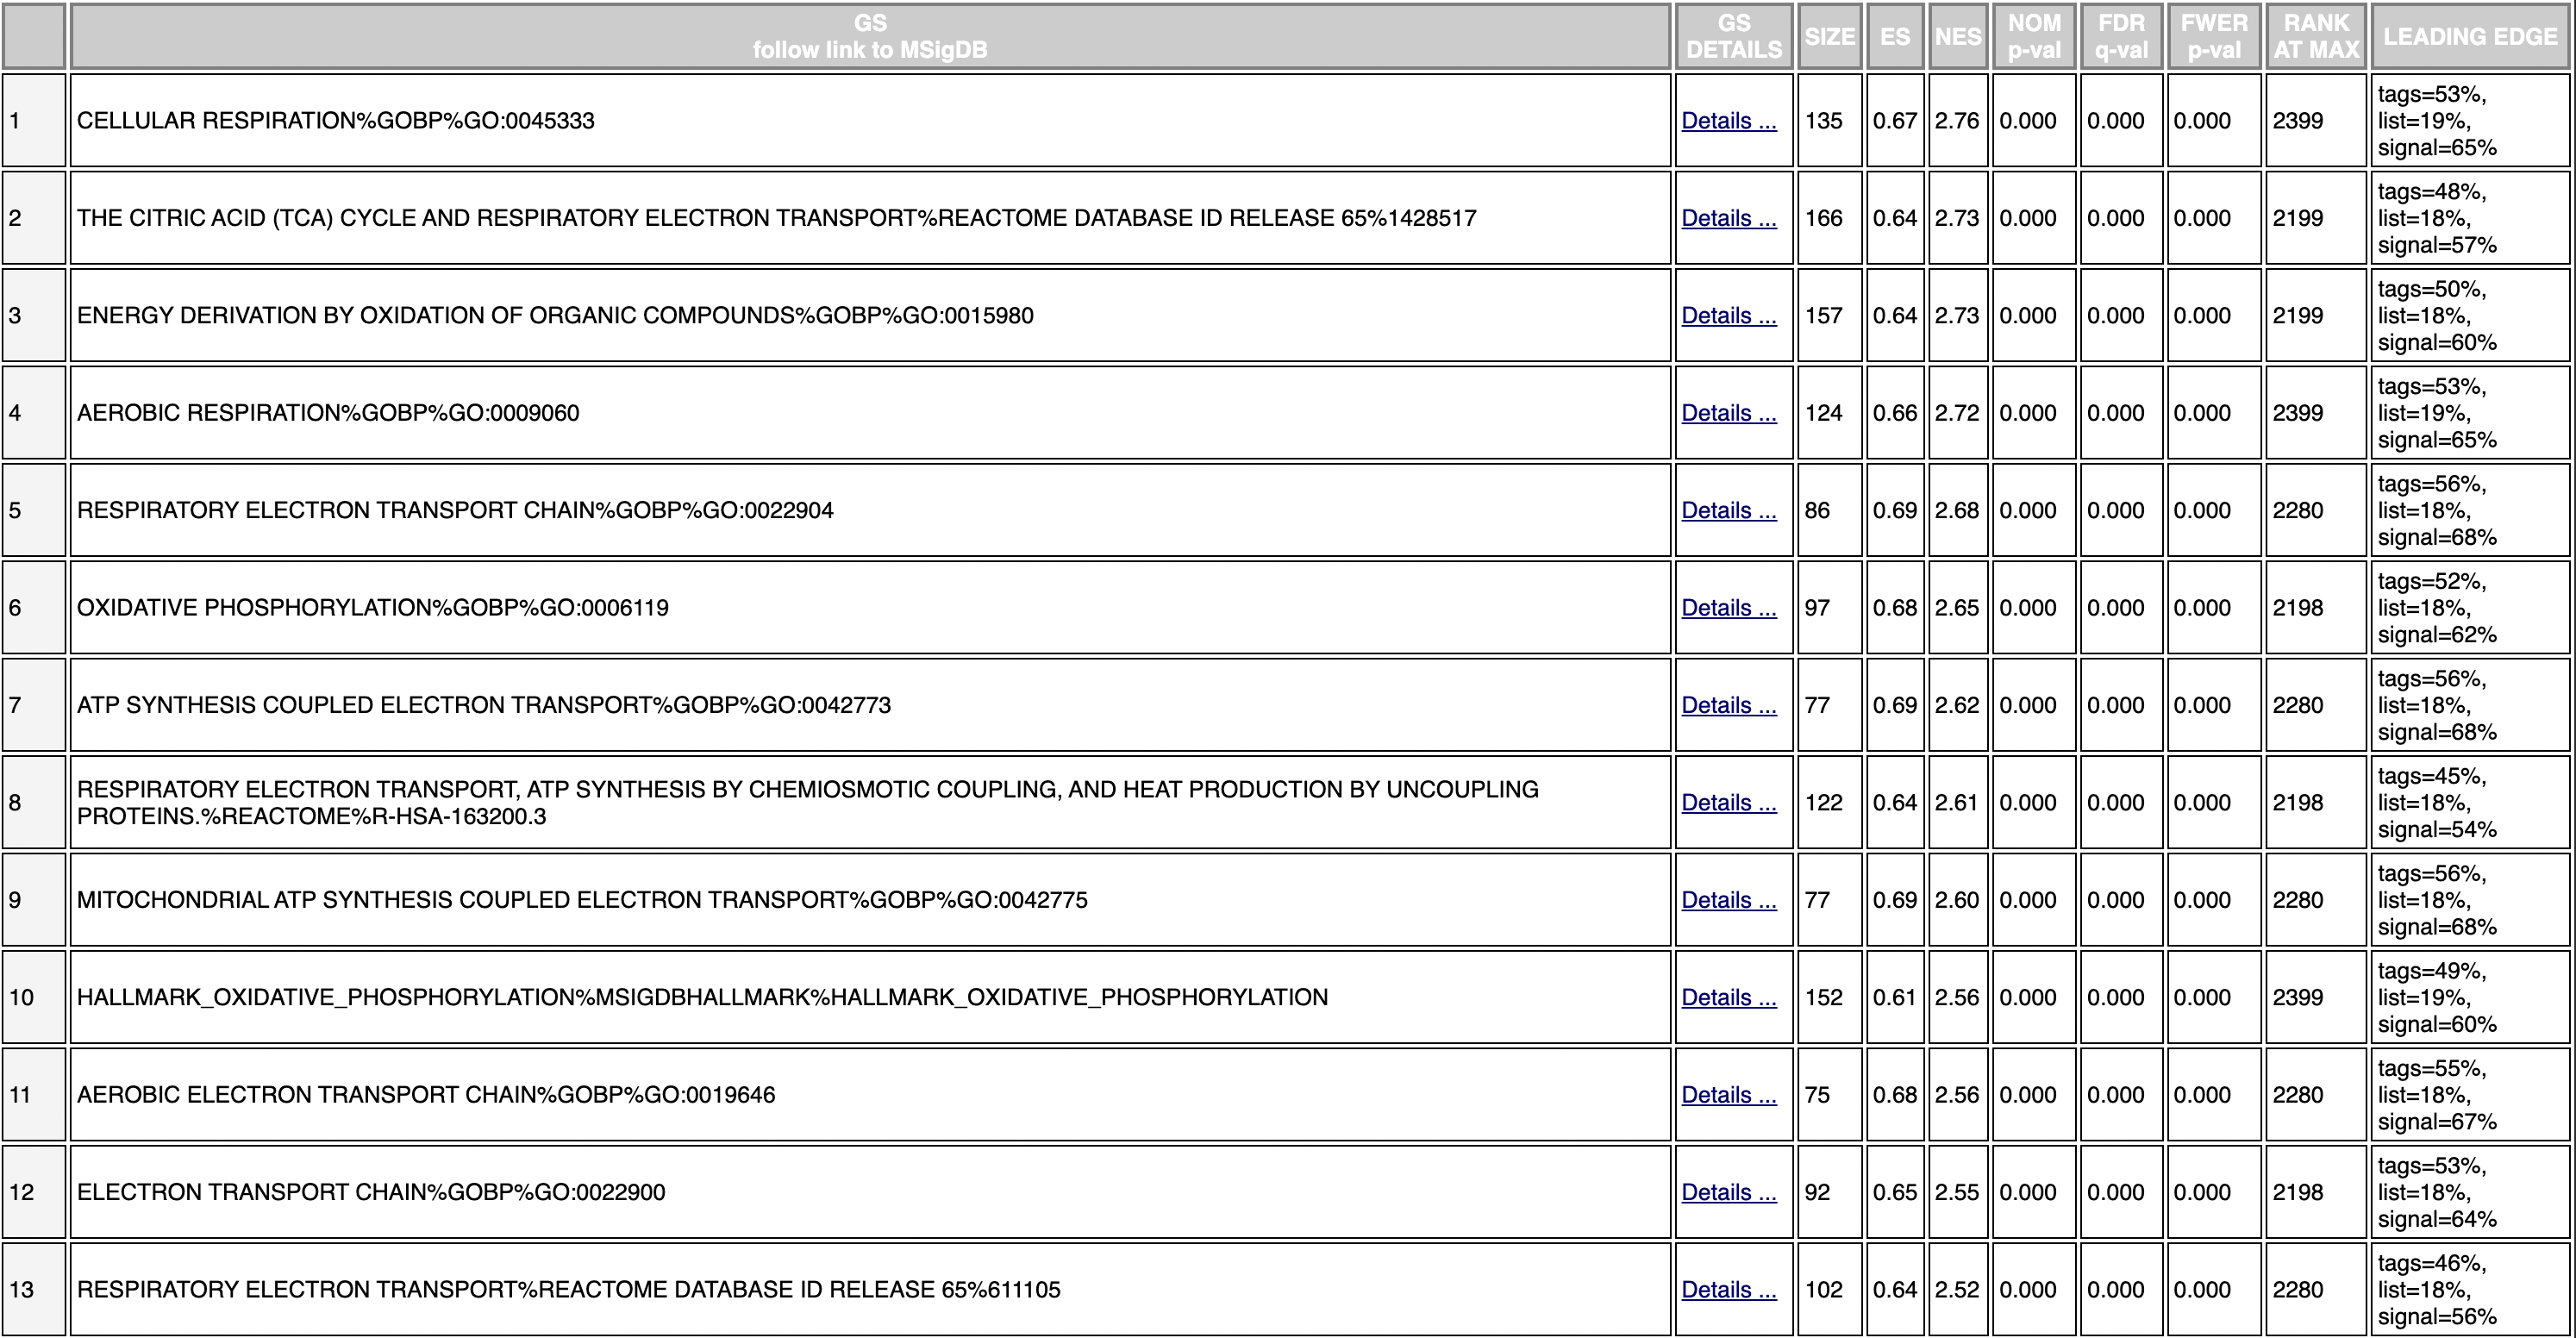 GS
follow link to MSigDB
GS
DETAILS
SIZE
ES
NES
NOM
p-val
FDR
q-val
FWER
p-val
RANK
AT MAX
LEADING EDGE
1
CELLULAR RESPIRATION%GOBP%GO:0045333
Details ...
135
0.67
2.76
0.000
0.000
0.000
2399
tags=53%,
list=19%,
signal=65%
2
THE CITRIC ACID (TCA) CYCLE AND RESPIRATORY ELECTRON TRANSPORT%REACTOME DATABASE ID RELEASE 65%1428517
Details ...
166
0.64
2.73
0.000
0.000
0.000
2199
tags=48%,
list=18%,
signal=57%
3
ENERGY DERIVATION BY OXIDATION OF ORGANIC COMPOUNDS%GOBP%GO:0015980
Details ...
157
0.64
2.73
0.000
0.000
0.000
2199
tags=50%,
list=18%,
signal=60%
4
AEROBIC RESPIRATION%GOBP%GO:0009060
Details ...
124
0.66
2.72
0.000
0.000
0.000
2399
tags=53%,
list=19%,
signal=65%
5
RESPIRATORY ELECTRON TRANSPORT CHAIN%GOBP%GO:0022904
Details ...
86
0.69
2.68
0.000
0.000
0.000
2280
tags=56%,
list=18%,
signal=68%
6
OXIDATIVE PHOSPHORYLATION%GOBP%GO:0006119
Details ...
97
0.68
2.65
0.000
0.000
0.000
2198
tags=52%,
list=18%,
signal=62%
7
ATP SYNTHESIS COUPLED ELECTRON TRANSPORT%GOBP%GO:0042773
Details ...
77
0.69
2.62
0.000
0.000
0.000
2280
tags=56%,
list=18%,
signal=68%
8
RESPIRATORY ELECTRON TRANSPORT, ATP SYNTHESIS BY CHEMIOSMOTIC COUPLING, AND HEAT PRODUCTION BY UNCOUPLING
PROTEINS.%REACTOME%R-HSA-163200.3
Details ...
122
0.64
2.61
0.000
0.000
0.000
2198
tags=45%,
list=18%,
signal=54%
9
MITOCHONDRIAL ATP SYNTHESIS COUPLED ELECTRON TRANSPORT%GOBP%GO:0042775
Details ...
77
0.69
2.60
0.000
0.000
0.000
2280
tags=56%,
list=18%,
signal=68%
10
HALLMARK_OXIDATIVE_PHOSPHORYLATION%MSIGDBHALLMARK%HALLMARK_OXIDATIVE_PHOSPHORYLATION
Details ...
152
0.61
2.56
0.000
0.000
0.000
2399
tags=49%,
list=19%,
signal=60%
11
AEROBIC ELECTRON TRANSPORT CHAIN%GOBP%GO:0019646
Details ...
75
0.68
2.56
0.000
0.000
0.000
2280
tags=55%,
list=18%,
signal=67%
12
ELECTRON TRANSPORT CHAIN%GOBP%GO:0022900
Details ...
92
0.65
2.55
0.000
0.000
0.000
2198
tags=53%,
list=18%,
signal=64%
13
RESPIRATORY ELECTRON TRANSPORT%REACTOME DATABASE ID RELEASE 65%611105
Details ...
102
0.64
2.52
0.000
0.000
0.000
2280
tags=46%,
list=18%,
signal=56%